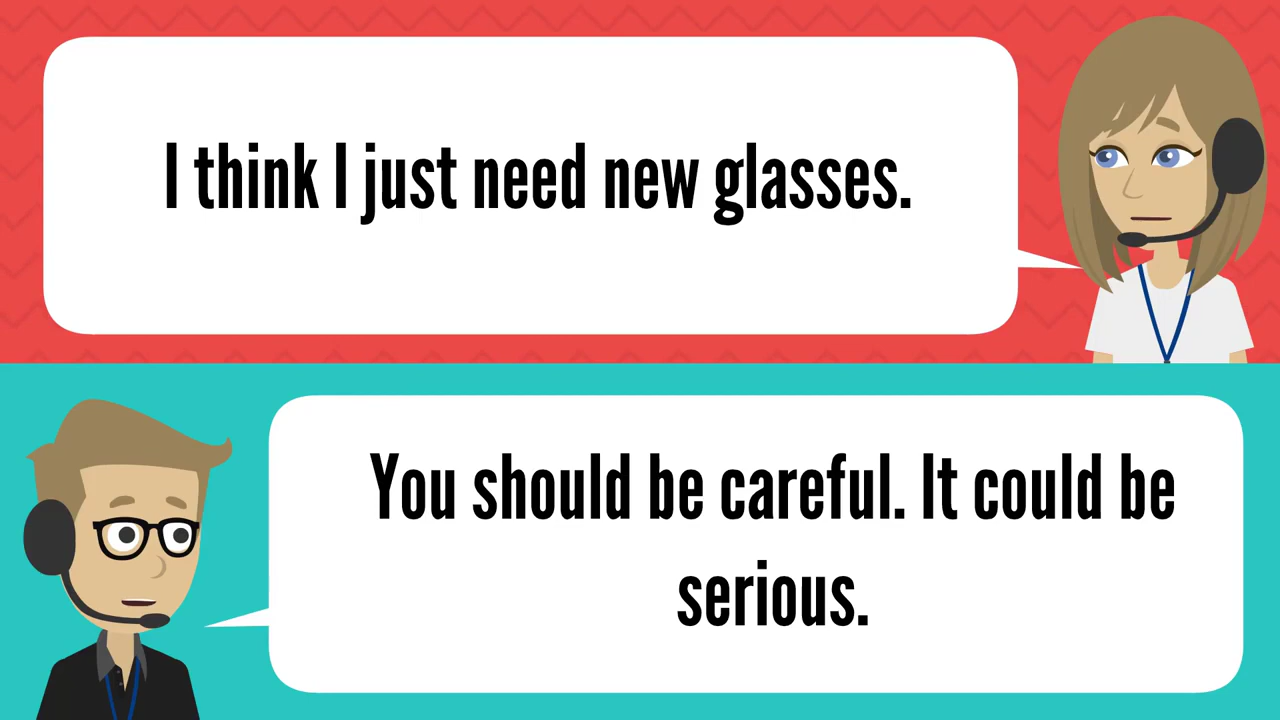 I think I just need new glasses.
You should be careful. It could be
serious.